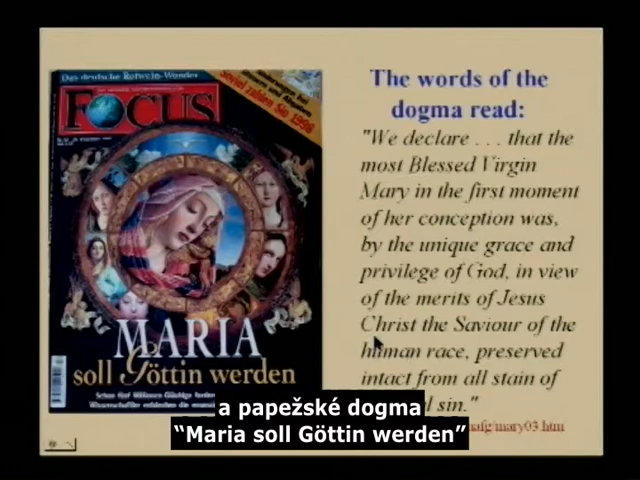 Das deutsche Rotwein-Wunder
Soviel zahlen Sie 1998
FOCUS
MARIA
soll Göttin werden
The words of the
dogma read:
"We declare . . . that the
most Blessed Virgin
Mary in the first moment
of her conception was,
by the unique grace and
privilege of God, in view
of the merits of Jesus
Christ the Saviour of the
human race, preserved
intact from all stain of
sin."
mary03.htm
a papežské dogma
“Maria soll Göttin werden”